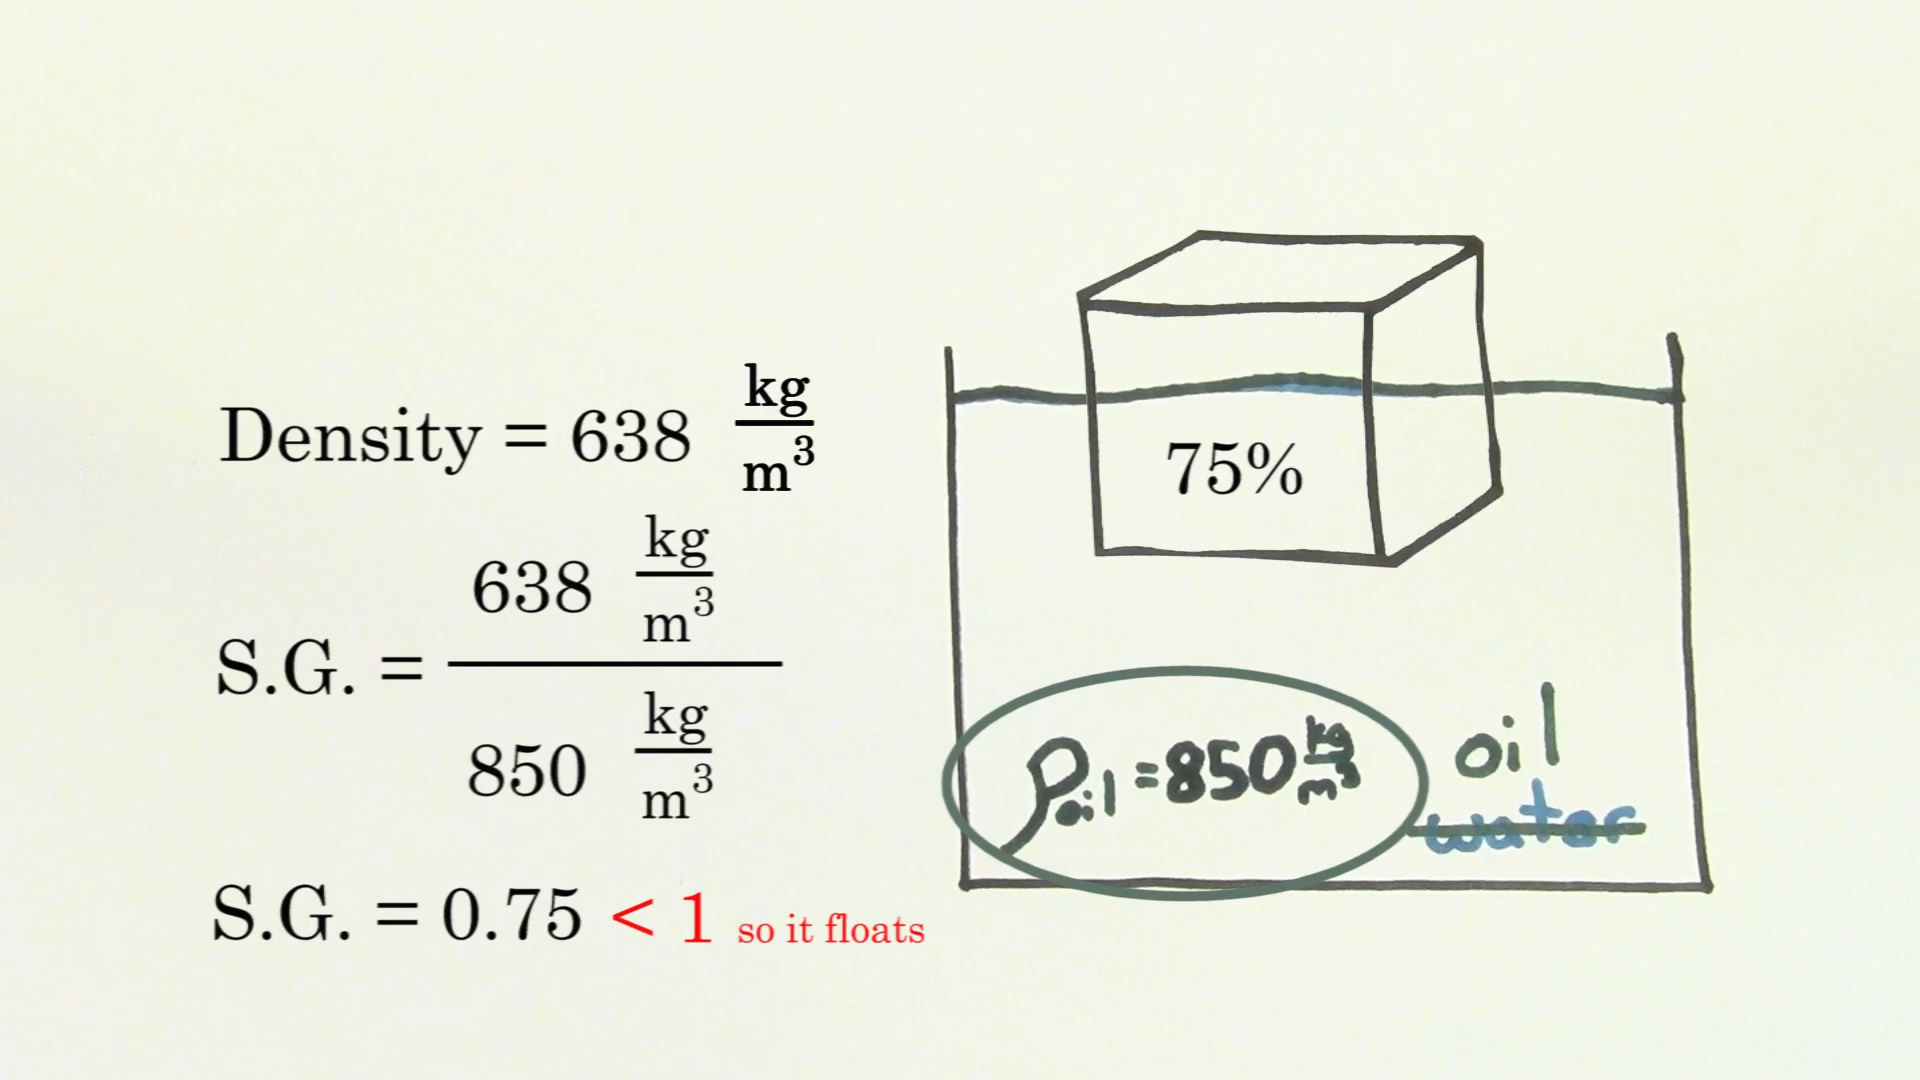 Density = 638 kg/m³
S.G. = 638 kg/m³ / 850 kg/m³
S.G. = 0.75 < 1 so it floats
75%
ρoil = 850 kg/m³
oil
water